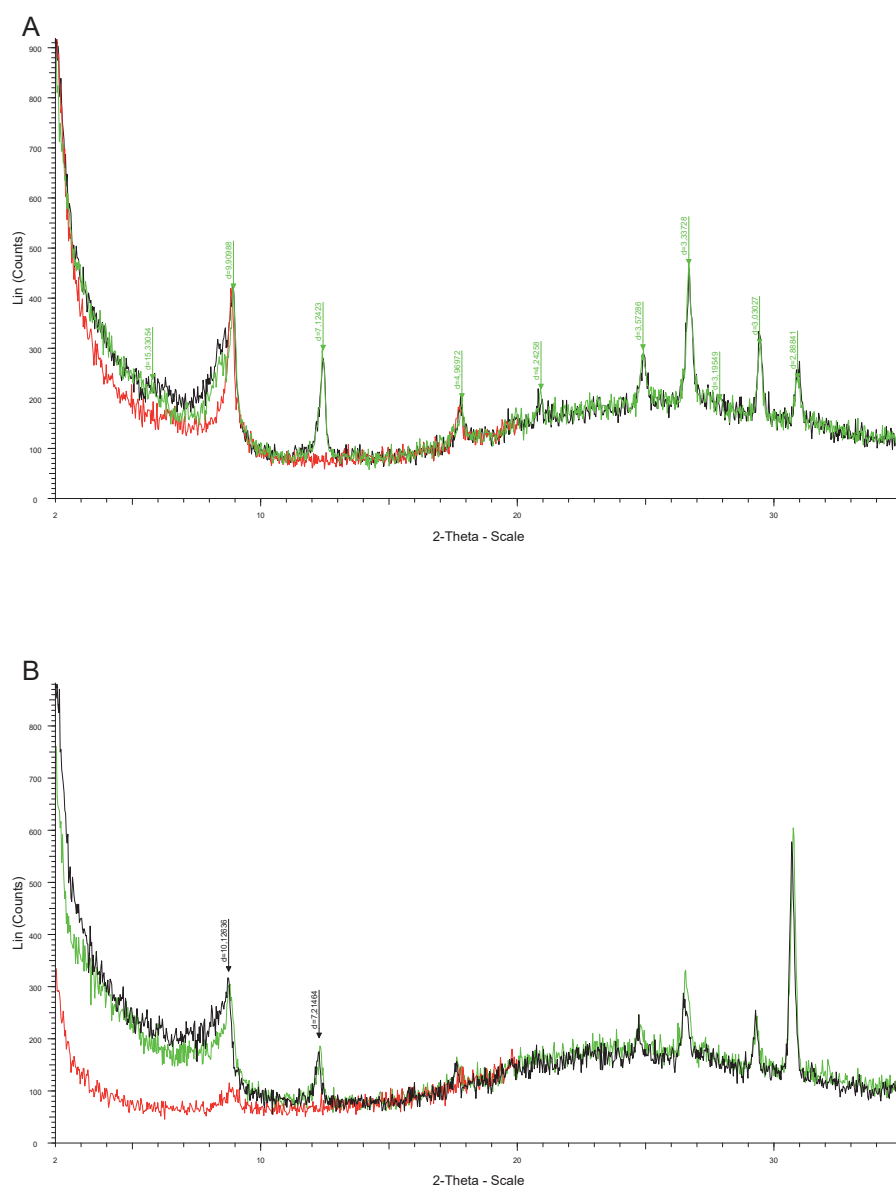 A
900
800
700
600
500
400
300
200
100
0
Lin (Counts)
d=15,33054
d=9,90988
d=7,12423
d=4,96972
d=4,24258
d=3,57286
d=3,33728
d=3,19549
d=3,03027
d=2,88841
2
10
20
30
2-Theta - Scale
B
800
700
600
500
400
300
200
100
0
Lin (Counts)
d=10,12836
d=7,21464
2
10
20
30
2-Theta - Scale